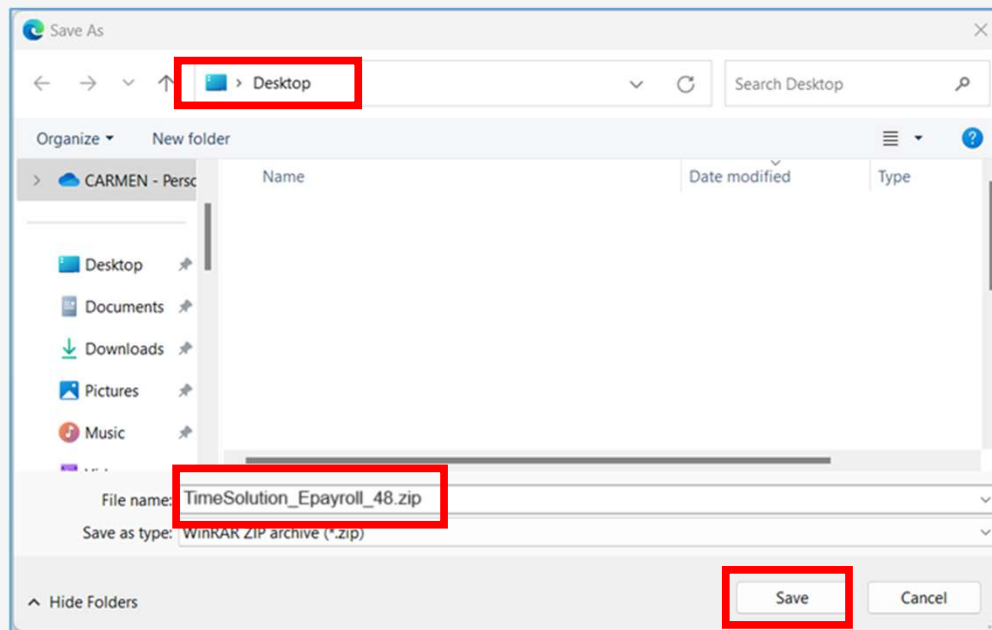 Save As
Desktop
Search Desktop
Organize
New folder
CARMEN - Persc
Name
Date modified
Type
Desktop
Documents
Downloads
Pictures
Music
File name: TimeSolution_Epayroll_48.zip
Save as type: WinRAR ZIP archive (*.zip)
Hide Folders
Save
Cancel